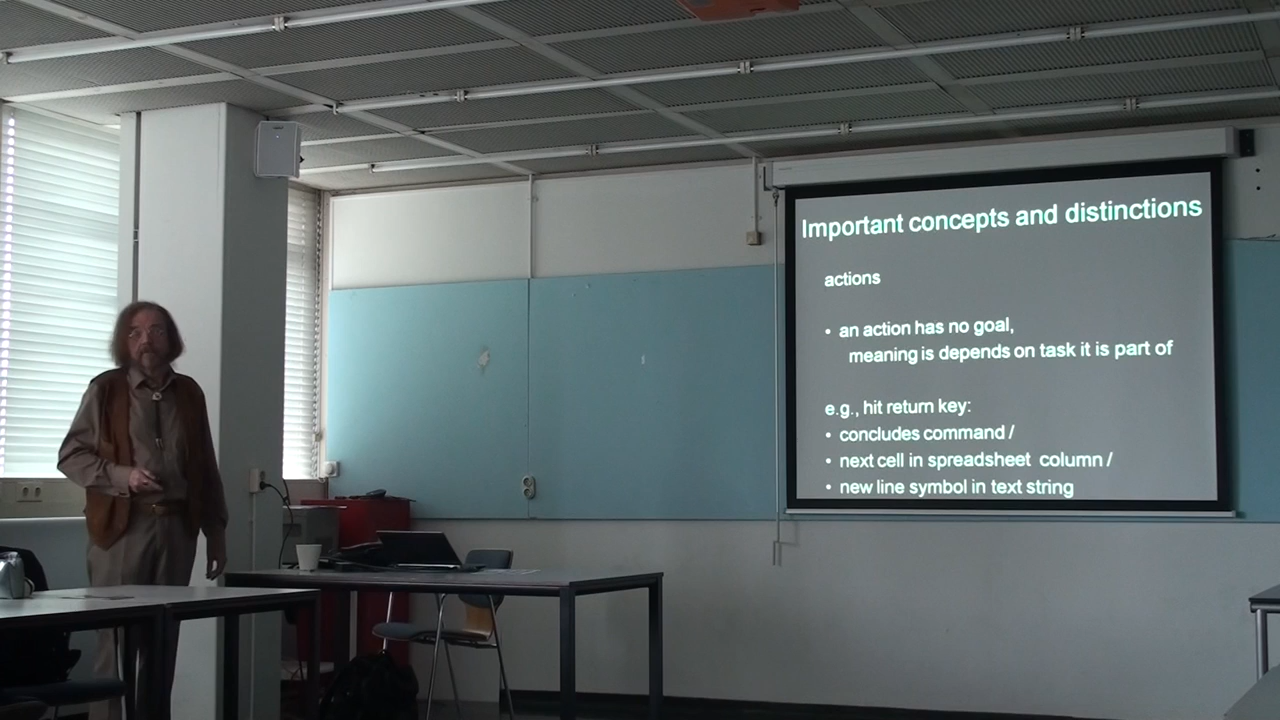 Important concepts and distinctions
actions
• an action has no goal,
meaning is depends on task it is part of
e.g., hit return key:
• concludes command /
• next cell in spreadsheet column /
• new line symbol in text string